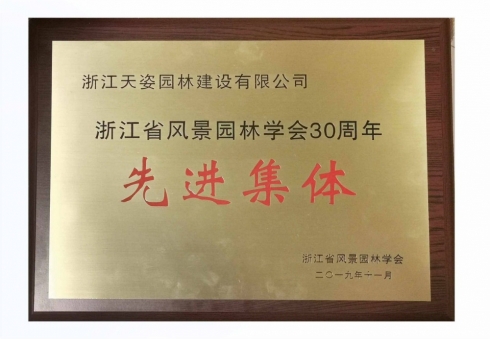 浙江天姿园林建设有限公司
浙江省风景园林学会30周年
先进集体
浙江省风景园林学会
二〇一九年十一月